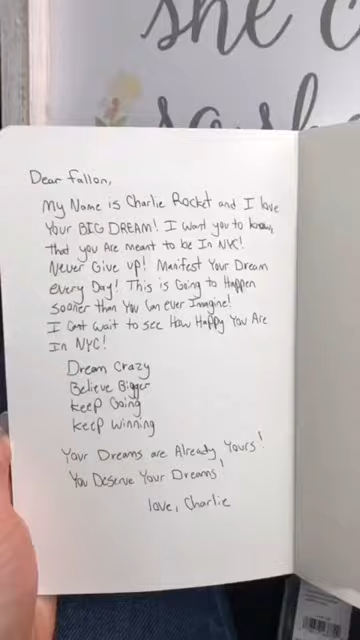 she c
so she
Dear Fallon,
My Name is Charlie Rocket and I love
Your BIG DREAM! I want you to know,
that you Are meant to be In NYC!
Never Give up! Manifest Your Dream
every Day! This is Going to Happen
sooner than You Can ever Imagine!
I Cant wait to see How Happy You Are
In NYC!
Dream Crazy
Believe Bigger
Keep Going
Keep Winning
Your Dreams are Already Yours!
You Deserve Your Dreams!
love, Charlie